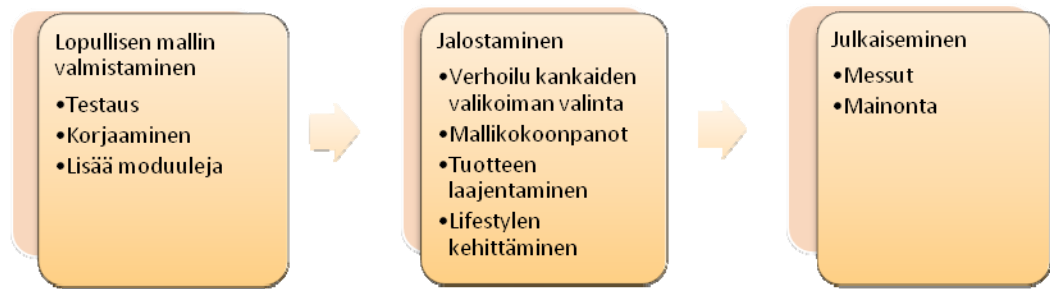 Lopullisen mallin
valmistaminen
•Testaus
•Korjaaminen
•Lisää moduuleja
Jalostaminen
•Verhoilu kankaiden
valikoiman valinta
•Mallikokoonpanot
•Tuotteen
laajentaminen
•Lifestylen
kehittäminen
Julkaiseminen
•Messut
•Mainonta